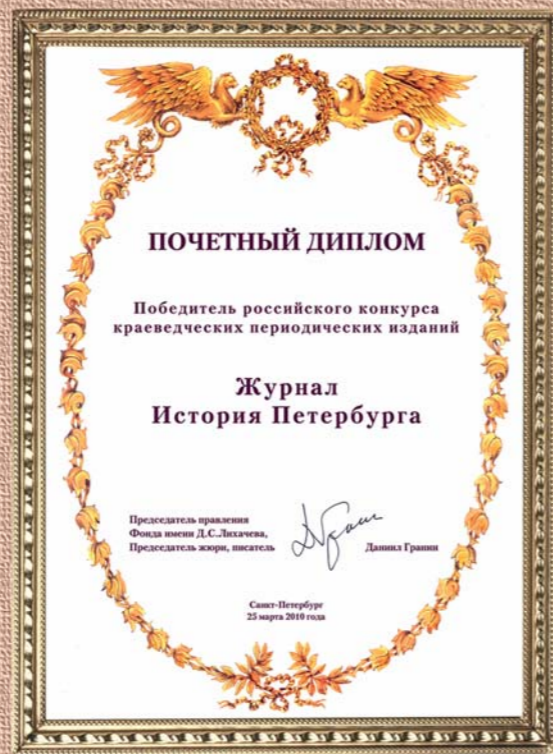 ПОЧЕТНЫЙ ДИПЛОМ
Победитель российского конкурса
краеведческих периодических изданий
Журнал
История Петербурга
Председатель правления
Фонда имени Д.С.Лихачева,
Председатель жюри, писатель
Даниил Гранин
Санкт-Петербург
25 марта 2010 года